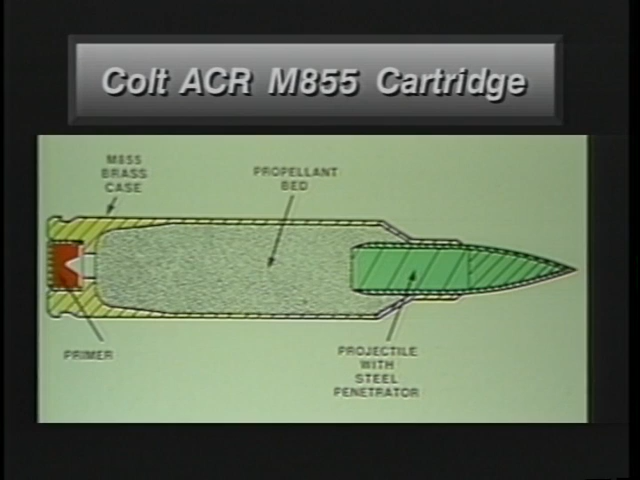 Colt ACR M855 Cartridge
M855
BRASS
CASE
PROPELLANT
BED
PRIMER
PROJECTILE
WITH
STEEL
PENETRATOR